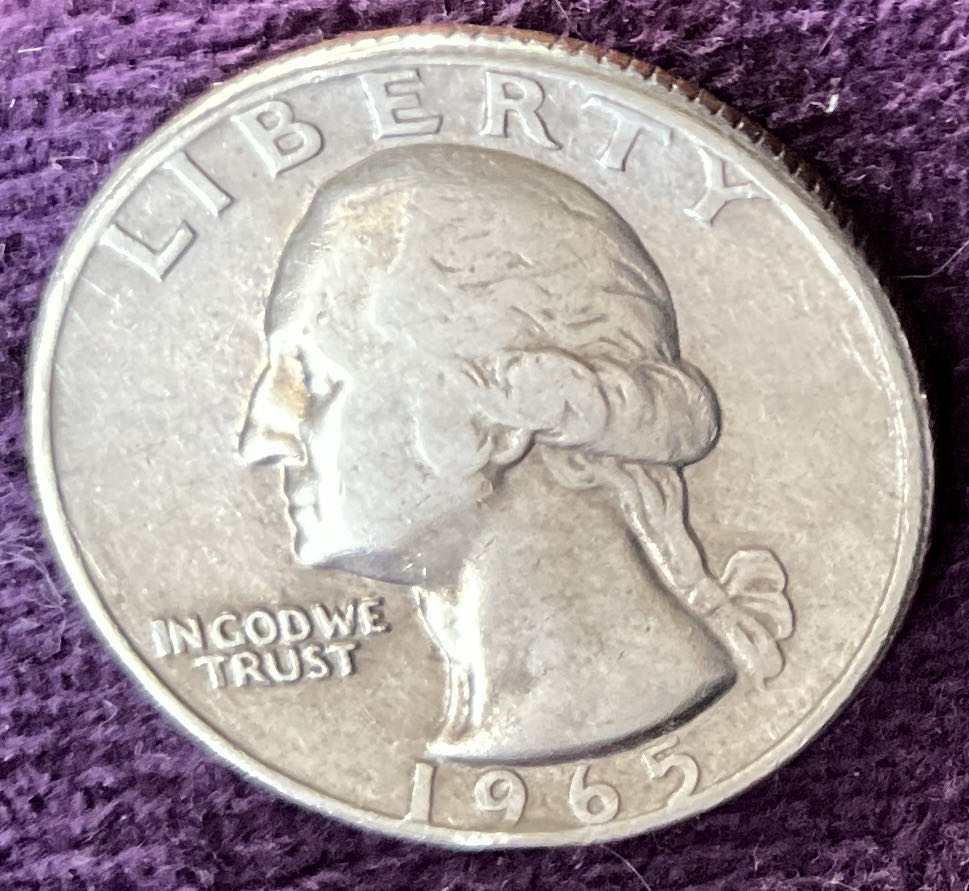 LIBERTY
IN GOD WE
TRUST
1965